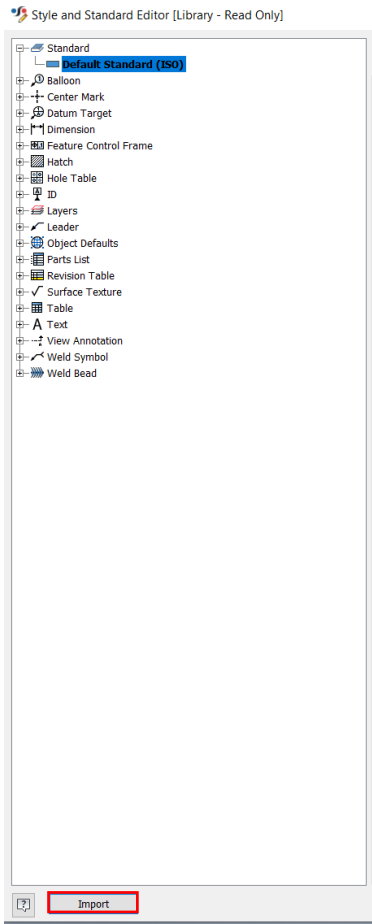 Style and Standard Editor [Library - Read Only]
Standard
Default Standard (ISO)
Balloon
Center Mark
Datum Target
Dimension
Feature Control Frame
Hatch
Hole Table
ID
Layers
Leader
Object Defaults
Parts List
Revision Table
Surface Texture
Table
Text
View Annotation
Weld Symbol
Weld Bead
Import